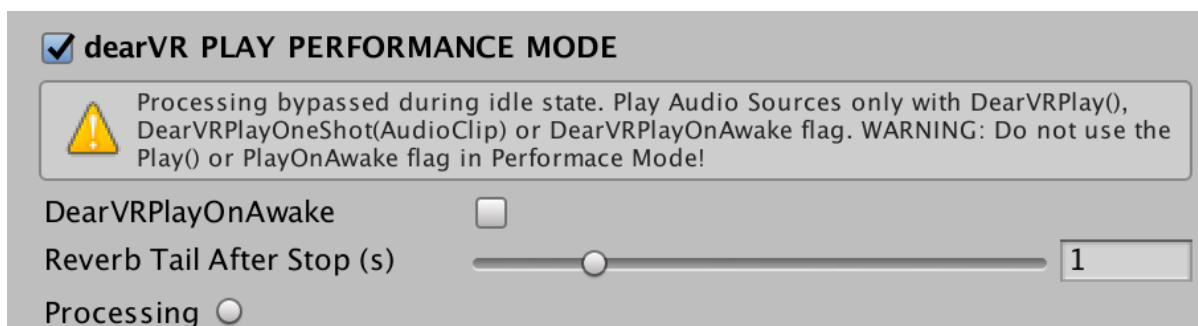 dearVR PLAY PERFORMANCE MODE
Processing bypassed during idle state. Play Audio Sources only with DearVRPlay(),
DearVRPlayOneShot(AudioClip) or DearVRPlayOnAwake flag. WARNING: Do not use the
Play() or PlayOnAwake flag in Performace Mode!
DearVRPlayOnAwake
Reverb Tail After Stop (s) 1
Processing